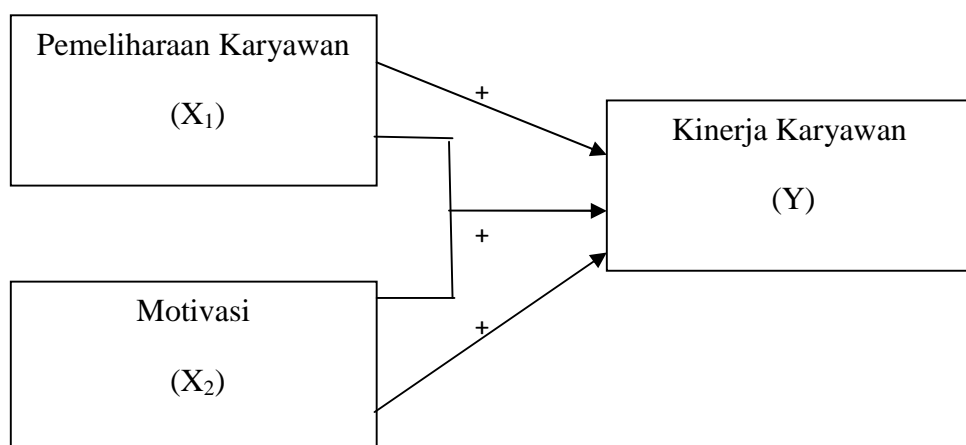 Pemeliharaan Karyawan
(X₁)
+
Kinerja Karyawan
(Y)
+
Motivasi
(X₂)
+